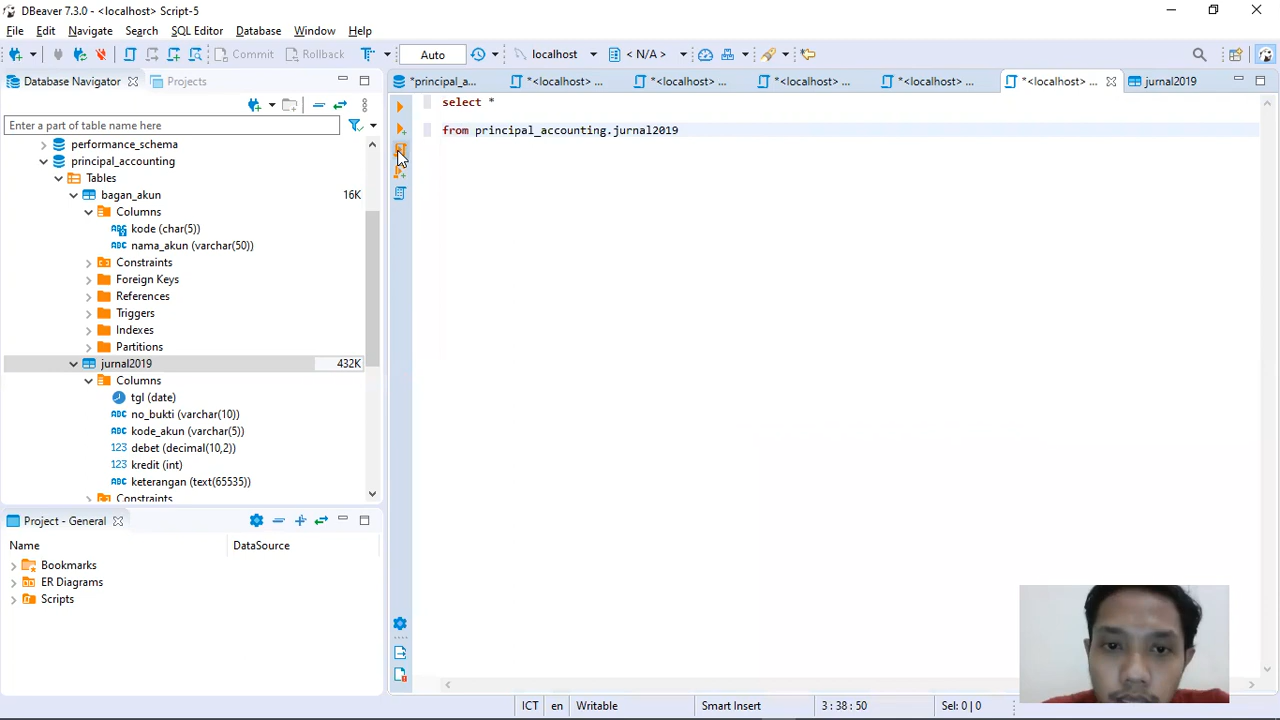 DBeaver 7.3.0 - <localhost> Script-5
File Edit Navigate Search SQL Editor Database Window Help
Commit Rollback Auto localhost < N/A >
Database Navigator Projects
*principal_a... *<localhost> ... *<localhost> ... *<localhost> ... *<localhost> ... *<localhost> ... jurnal2019
Enter a part of table name here
performance_schema
principal_accounting
Tables
bagan_akun 16K
Columns
kode (char(5))
nama_akun (varchar(50))
Constraints
Foreign Keys
References
Triggers
Indexes
Partitions
jurnal2019 432K
Columns
tgl (date)
no_bukti (varchar(10))
kode_akun (varchar(5))
debet (decimal(10,2))
kredit (int)
keterangan (text(65535))
Constraints
select *
from principal_accounting.jurnal2019
Project - General
Name DataSource
Bookmarks
ER Diagrams
Scripts
ICT en Writable Smart Insert 3 : 38 : 50 Sel: 0 | 0